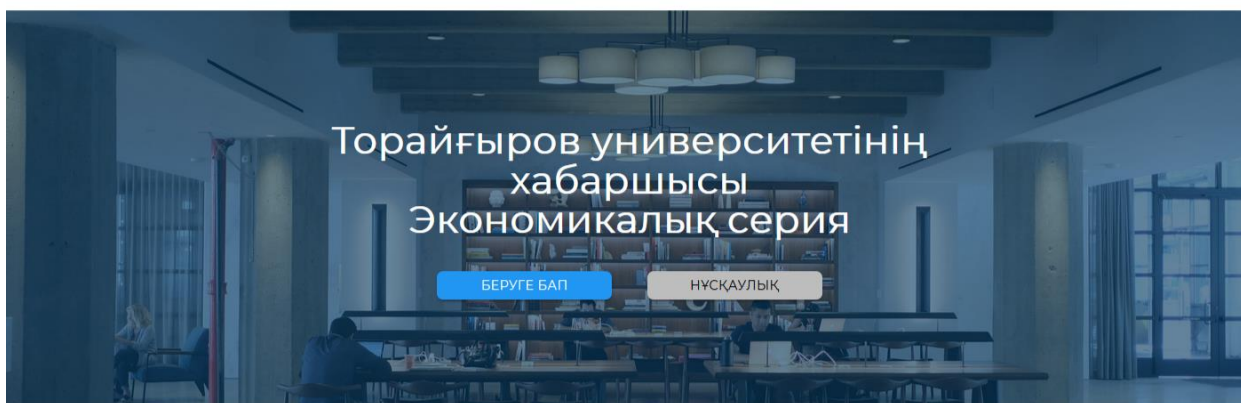 Торайғыров университетінің
хабаршысы
Экономикалық серия
БЕРУГЕ БАП
НҰСҚАУЛЫҚ